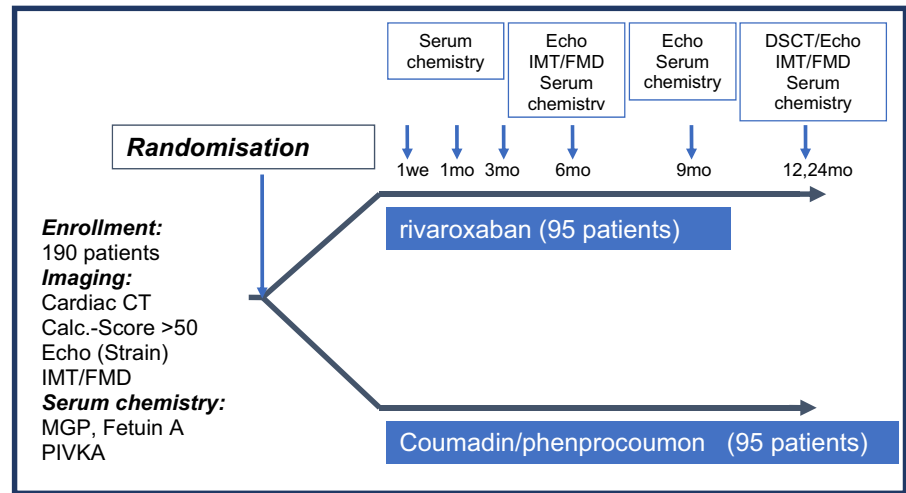 Serum
chemistry
Echo
IMT/FMD
Serum
chemistrv
Echo
Serum
chemistry
DSCT/Echo
IMT/FMD
Serum
chemistry
Randomisation
1we 1mo 3mo 6mo 9mo 12,24mo
rivaroxaban (95 patients)
Enrollment:
190 patients
Imaging:
Cardiac CT
Calc.-Score >50
Echo (Strain)
IMT/FMD
Serum chemistry:
MGP, Fetuin A
PIVKA
Coumadin/phenprocoumon (95 patients)